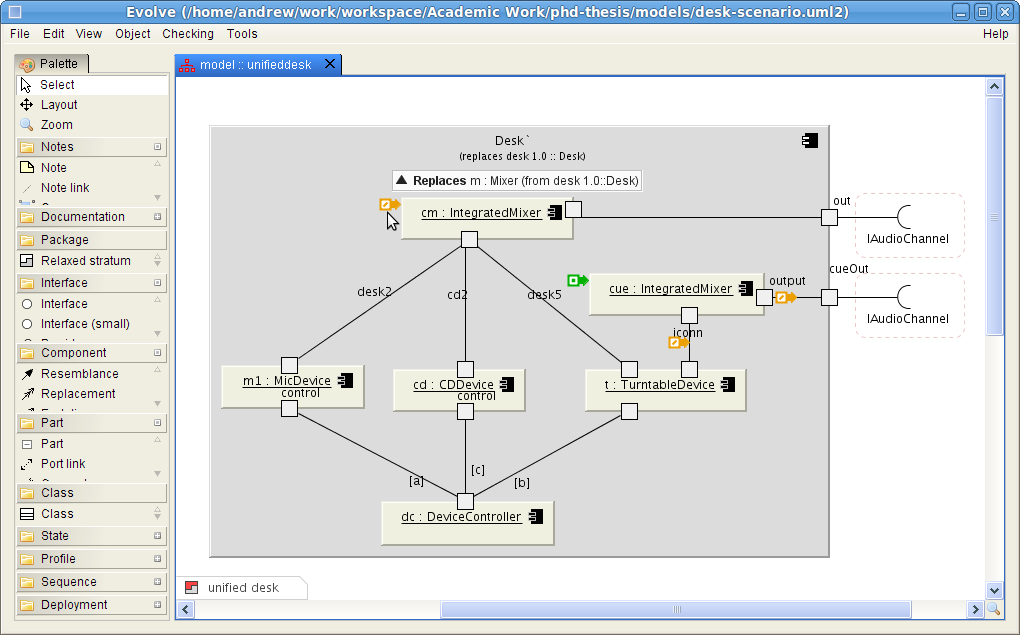 Evolve (/home/andrew/work/workspace/Academic Work/phd-thesis/models/desk-scenario.uml2)
File Edit View Object Checking Tools Help
Palette
Select
Layout
Zoom
Notes
Note
Note link
Documentation
Package
Relaxed stratum
Interface
Interface
Interface (small)
Component
Resemblance
Replacement
Part
Part
Port link
Class
Class
State
Profile
Sequence
Deployment
model :: unifieddesk
Desk`
(replaces desk 1.0 :: Desk)
▲ Replaces m : Mixer (from desk 1.0::Desk)
cm : IntegratedMixer
out
IAudioChannel
cueOut
output
cue : IntegratedMixer
IAudioChannel
desk2
cd2
desk5
iconn
m1 : MicDevice
control
cd : CDDevice
control
t : TurntableDevice
[a]
[c]
[b]
dc : DeviceController
unified desk